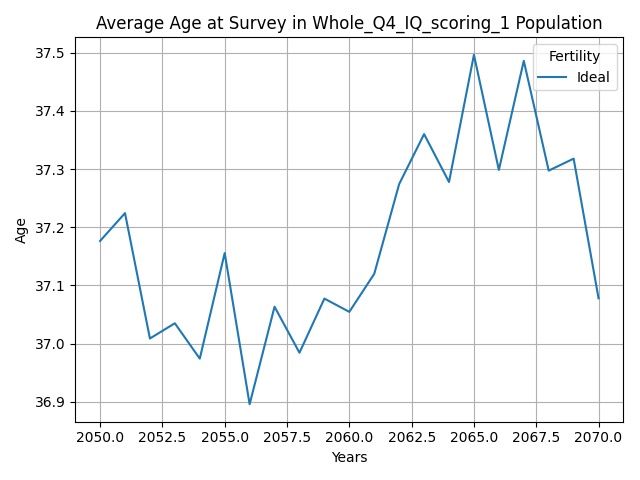 Average Age at Survey in Whole_Q4_IQ_scoring_1 Population
Fertility
Ideal
37.5
37.4
37.3
37.2
37.1
37.0
36.9
Age
2050.0 2052.5 2055.0 2057.5 2060.0 2062.5 2065.0 2067.5 2070.0
Years